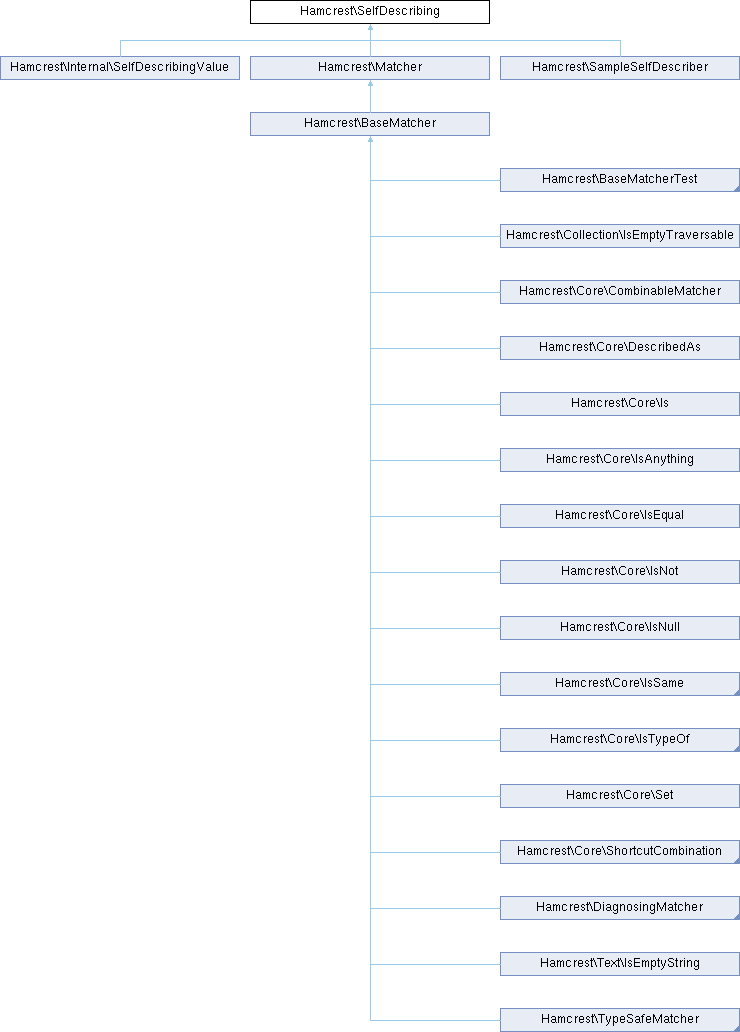 Hamcrest\SelfDescribing
Hamcrest\Internal\SelfDescribingValue
Hamcrest\Matcher
Hamcrest\SampleSelfDescriber
Hamcrest\BaseMatcher
Hamcrest\BaseMatcherTest
Hamcrest\Collection\IsEmptyTraversable
Hamcrest\Core\CombinableMatcher
Hamcrest\Core\DescribedAs
Hamcrest\Core\Is
Hamcrest\Core\IsAnything
Hamcrest\Core\IsEqual
Hamcrest\Core\IsNot
Hamcrest\Core\IsNull
Hamcrest\Core\IsSame
Hamcrest\Core\IsTypeOf
Hamcrest\Core\Set
Hamcrest\Core\ShortcutCombination
Hamcrest\DiagnosingMatcher
Hamcrest\Text\IsEmptyString
Hamcrest\TypeSafeMatcher